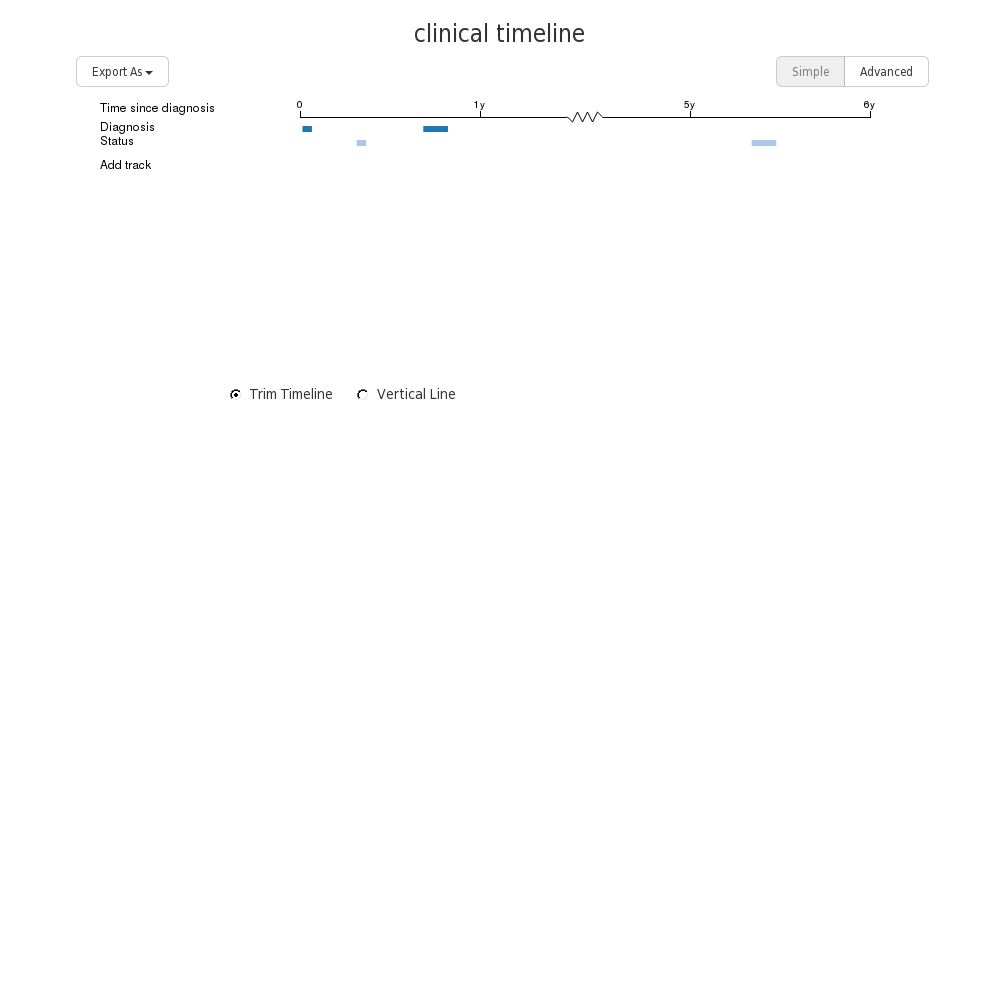 clinical timeline
Export As
Simple Advanced
Time since diagnosis 0 1y 5y 6y
Diagnosis
Status
Add track
Trim Timeline Vertical Line